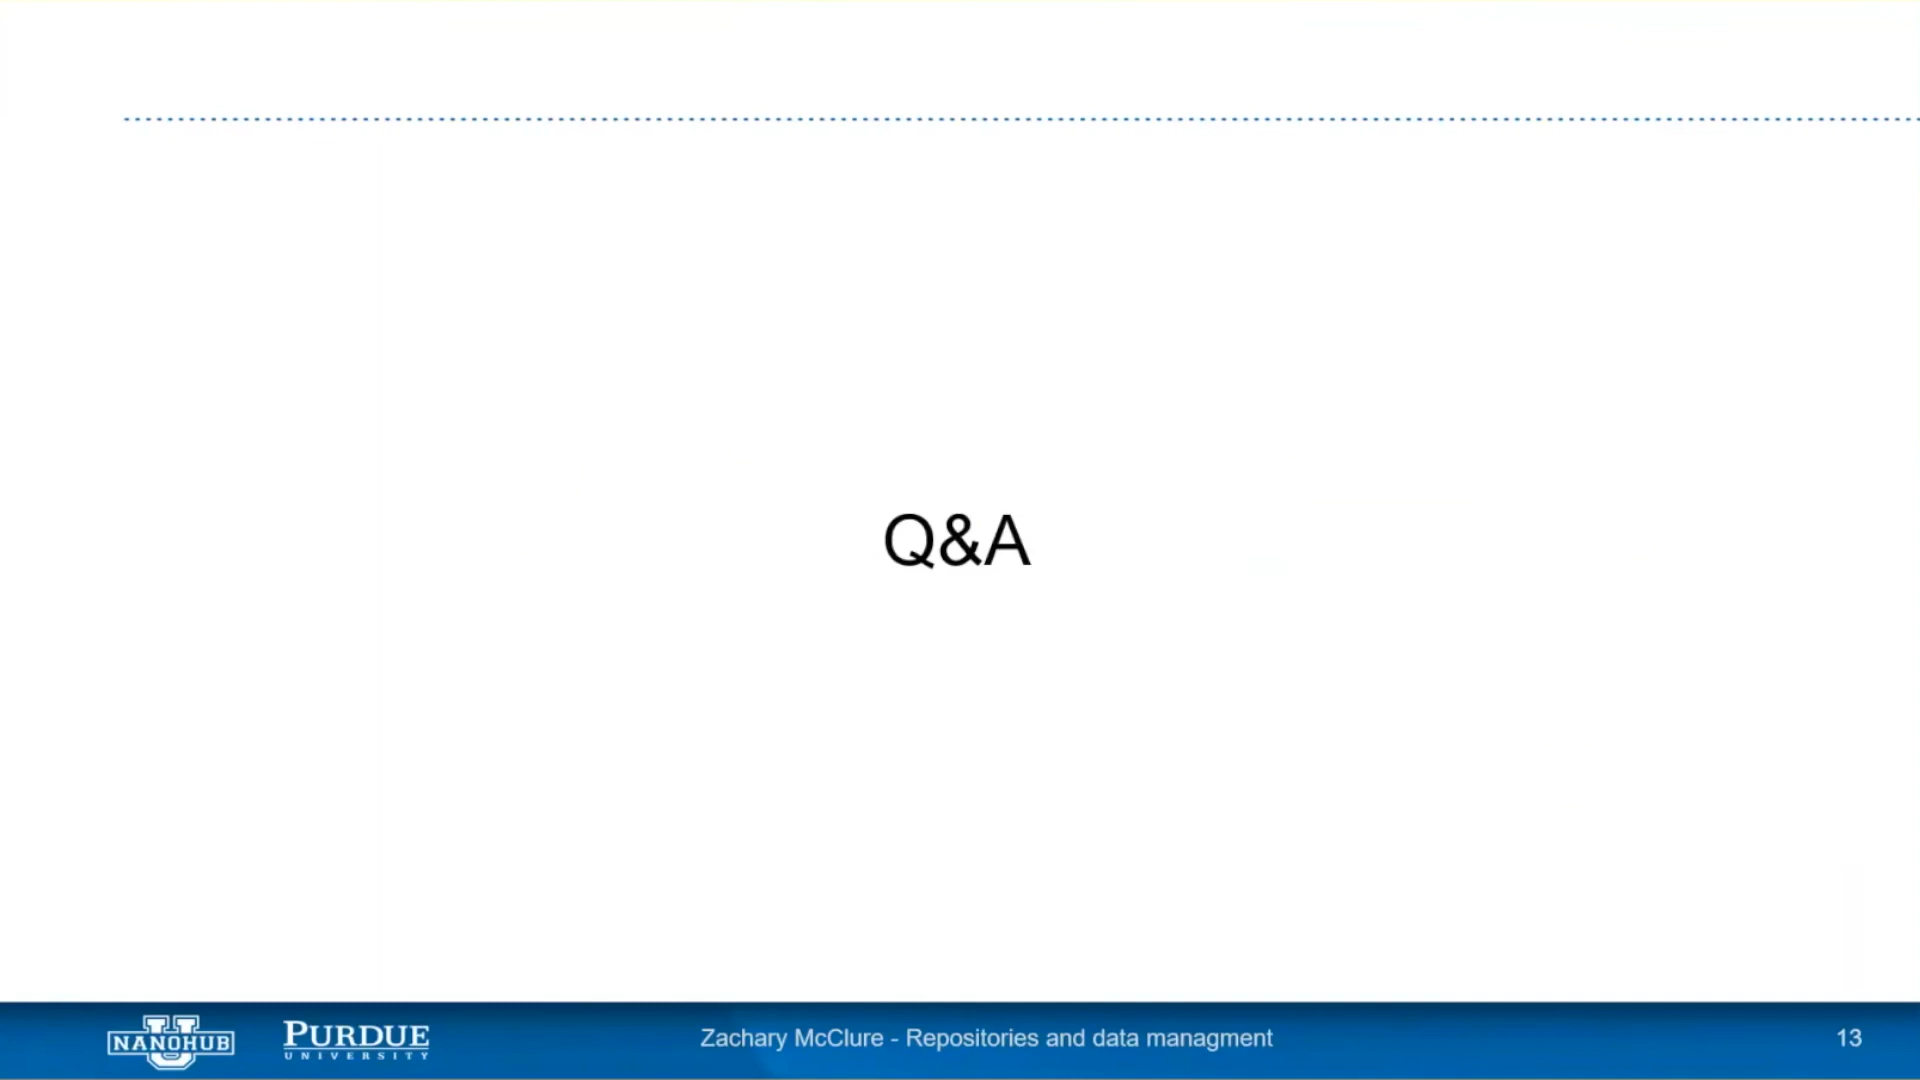 Q&A
NANOHUB
U
PURDUE
UNIVERSITY
Zachary McClure - Repositories and data managment
13